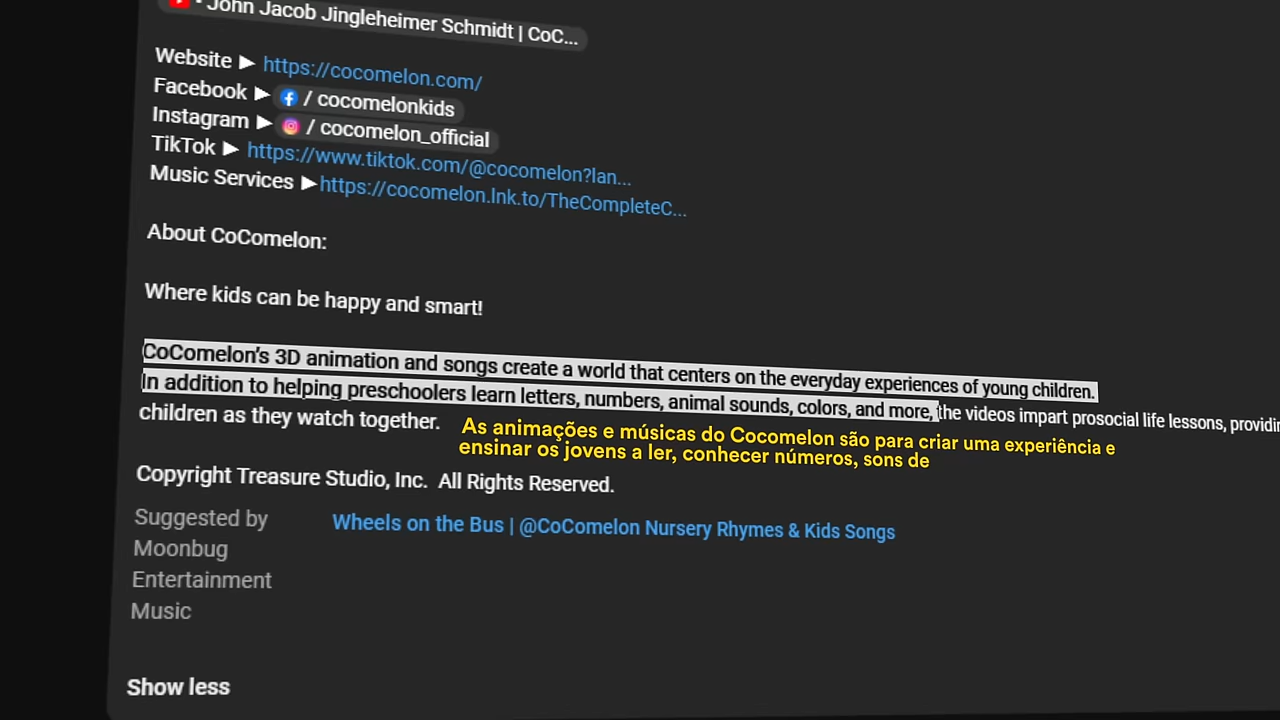 - John Jacob Jingleheimer Schmidt | CoC...
Website ► https://cocomelon.com/
Facebook ► / cocomelonkids
Instagram ► / cocomelon_official
TikTok ► https://www.tiktok.com/@cocomelon?lan...
Music Services ►https://cocomelon.lnk.to/TheCompleteC...
About CoComelon:
Where kids can be happy and smart!
CoComelon's 3D animation and songs create a world that centers on the everyday experiences of young children.
In addition to helping preschoolers learn letters, numbers, animal sounds, colors, and more, the videos impart prosocial life lessons,
children as they watch together.
As animações e músicas do Cocomelon são para criar uma experiência e
ensinar os jovens a ler, conhecer números, sons de
Copyright Treasure Studio, Inc. All Rights Reserved.
Suggested by
Moonbug
Entertainment
Music
Wheels on the Bus | @CoComelon Nursery Rhymes & Kids Songs
Show less